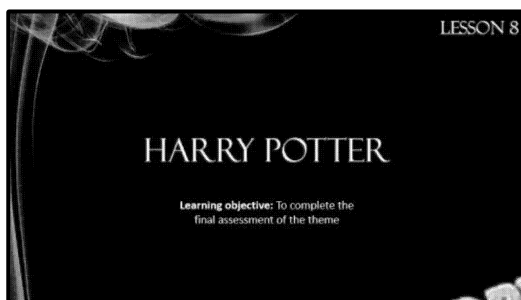 LESSON 8
HARRY POTTER
Learning objective: To complete the
final assessment of the theme